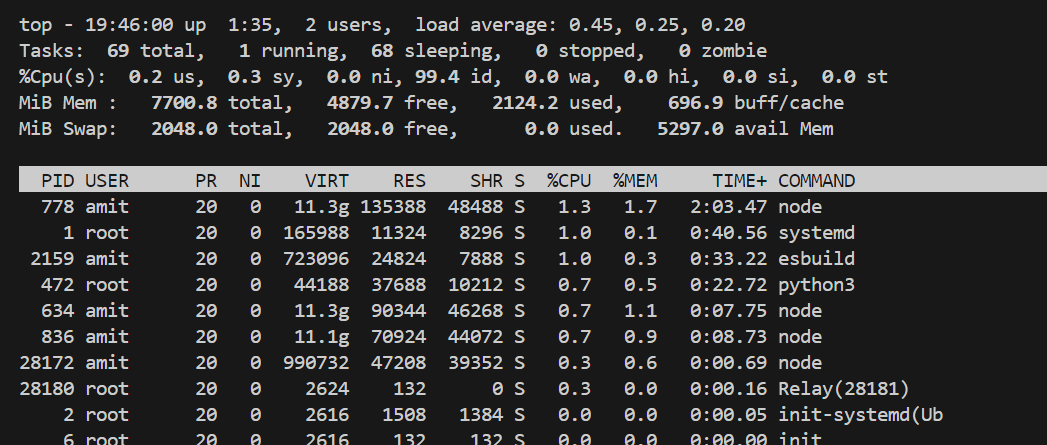 top - 19:46:00 up  1:35,  2 users,  load average: 0.45, 0.25, 0.20
Tasks:  69 total,   1 running,  68 sleeping,   0 stopped,   0 zombie
%Cpu(s):  0.2 us,  0.3 sy,  0.0 ni, 99.4 id,  0.0 wa,  0.0 hi,  0.0 si,  0.0 st
MiB Mem :   7700.8 total,   4879.7 free,   2124.2 used,    696.9 buff/cache
MiB Swap:   2048.0 total,   2048.0 free,      0.0 used.   5297.0 avail Mem
  PID USER      PR  NI    VIRT    RES    SHR S  %CPU  %MEM     TIME+ COMMAND
  778 amit      20   0   11.3g 135388  48488 S   1.3   1.7   2:03.47 node
    1 root      20   0  165988  11324   8296 S   1.0   0.1   0:40.56 systemd
 2159 amit      20   0  723096  24824   7888 S   1.0   0.3   0:33.22 esbuild
  472 root      20   0   44188  37688  10212 S   0.7   0.5   0:22.72 python3
  634 amit      20   0   11.3g  90344  46268 S   0.7   1.1   0:07.75 node
  836 amit      20   0   11.1g  70924  44072 S   0.7   0.9   0:08.73 node
28172 amit      20   0  990732  47208  39352 S   0.3   0.6   0:00.69 node
28180 root      20   0    2624    132      0 S   0.3   0.0   0:00.16 Relay(28181)
    2 root      20   0    2616   1508   1384 S   0.0   0.0   0:00.05 init-systemd(Ub
    6 root      20   0    2616    132    132 S   0.0   0.0   0:00.00 init